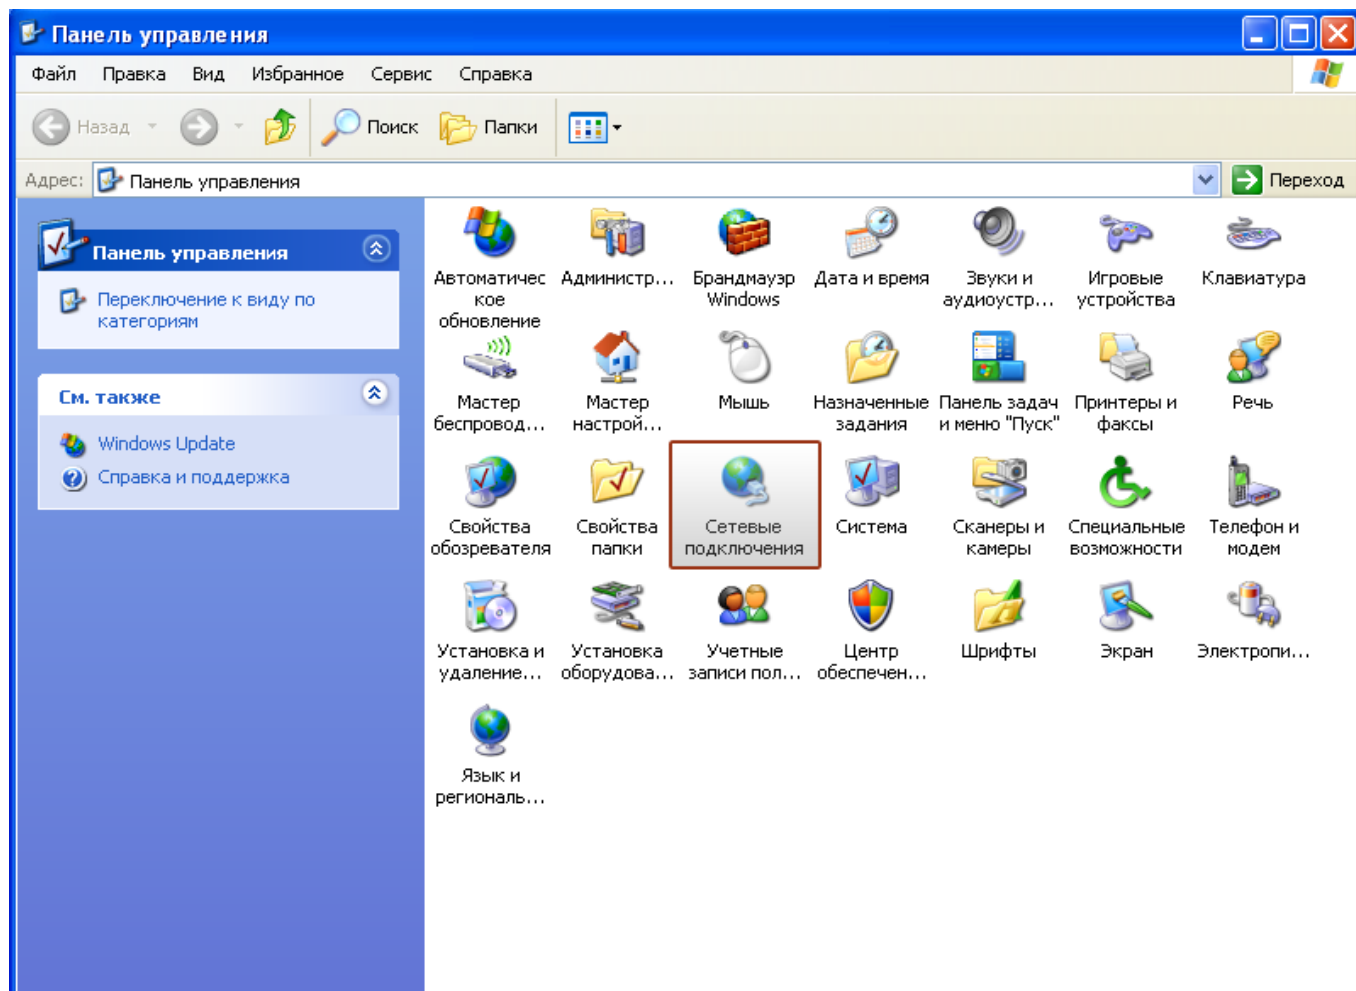 Панель управления
Файл Правка Вид Избранное Сервис Справка
Назад Поиск Папки
Адрес: Панель управления Переход
Панель управления
Переключение к виду по
категориям
См. также
Windows Update
Справка и поддержка
Автоматичес
кое
обновление
Администр...
Брандмауэр
Windows
Дата и время
Звуки и
аудиоустр...
Игровые
устройства
Клавиатура
Мастер
беспровод...
Мастер
настрой...
Мышь
Назначенные
задания
Панель задач
и меню "Пуск"
Принтеры и
факсы
Речь
Свойства
обозревателя
Свойства
папки
Сетевые
подключения
Система
Сканеры и
камеры
Специальные
возможности
Телефон и
модем
Установка и
удаление...
Установка
оборудова...
Учетные
записи пол...
Центр
обеспечен...
Шрифты
Экран
Электропи...
Язык и
региональ...